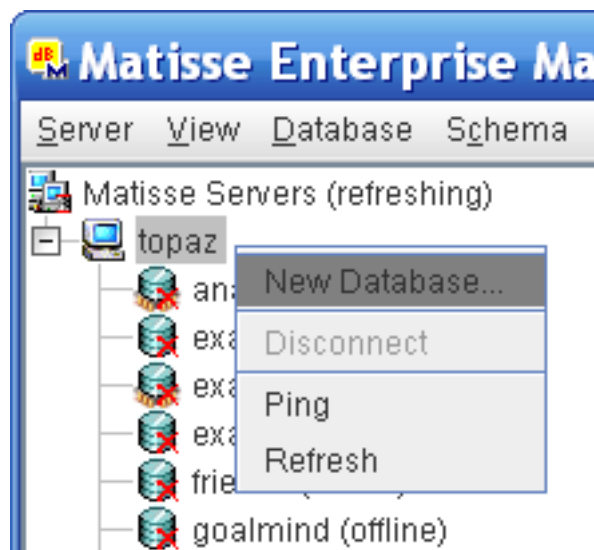 Matisse Enterprise Ma
Server View Database Schema
Matisse Servers (refreshing)
topaz
New Database...
Disconnect
Ping
Refresh
goalmind (offline)